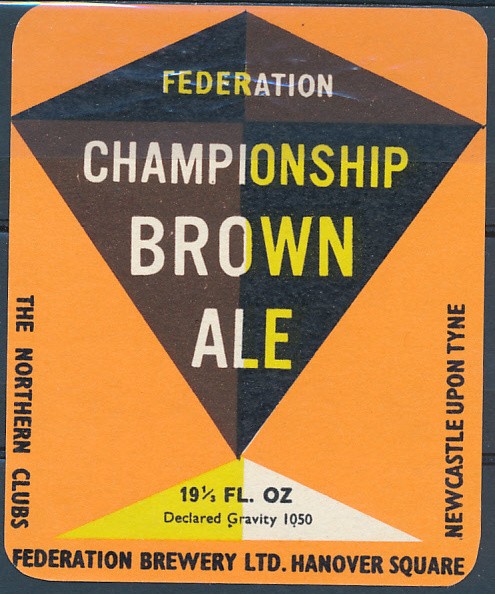 FEDERATION
CHAMPIONSHIP
BROWN
ALE
THE NORTHERN CLUBS
NEWCASTLE UPON TYNE
19⅓ FL. OZ
Declared Gravity 1050
FEDERATION BREWERY LTD. HANOVER SQUARE